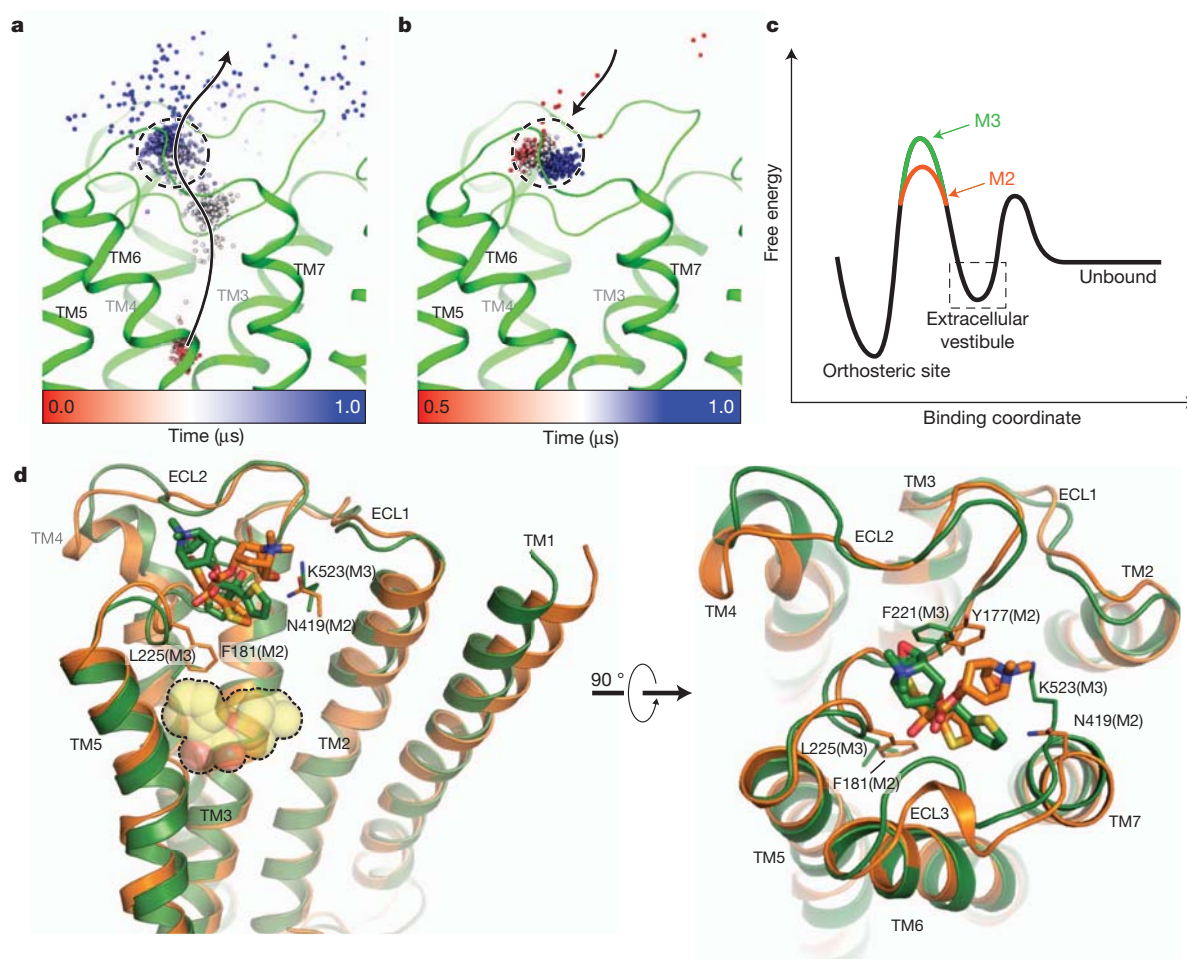 a
TM6
TM7
TM4
TM3
TM5
0.0
1.0
Time (μs)
b
TM6
TM7
TM4
TM3
TM5
0.5
1.0
Time (μs)
c
Free energy
M3
M2
Unbound
Extracellular
vestibule
Orthosteric site
Binding coordinate
d
ECL2
ECL1
TM4
TM1
K523(M3)
N419(M2)
L225(M3)
F181(M2)
TM5
TM2
TM3
90 °
TM3
ECL1
ECL2
TM2
TM4
F221(M3)
Y177(M2)
K523(M3)
N419(M2)
L225(M3)
F181(M2)
ECL3
TM7
TM5
TM6